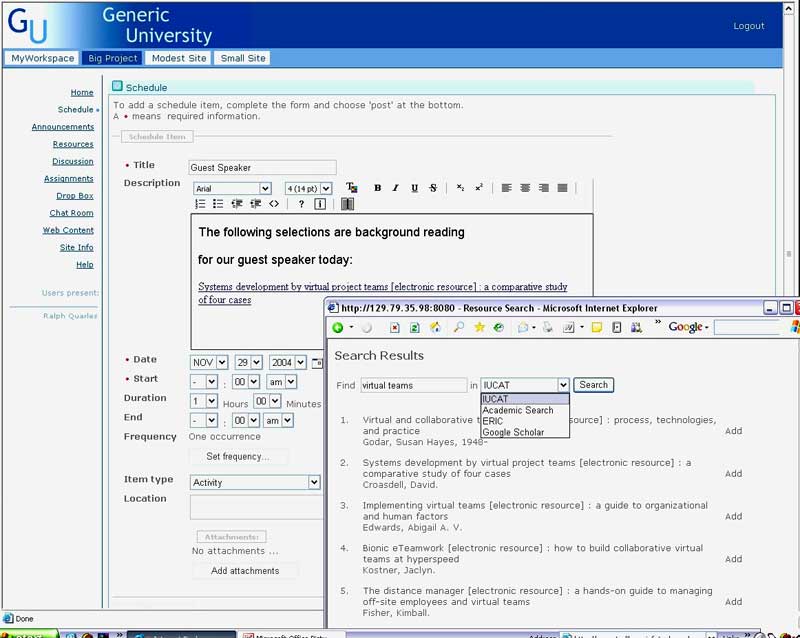 GU
Generic
University
Logout
MyWorkspace Big Project Modest Site Small Site
Home
Schedule
Announcements
Resources
Discussion
Assignments
Drop Box
Chat Room
Web Content
Site Info
Help
Users present:
Ralph Quarles
Schedule
To add a schedule item, complete the form and choose 'post' at the bottom.
A • means required information.
Schedule Item
• Title Guest Speaker
Description Arial 4 (14 pt) B I U S x₂ x²
The following selections are background reading
for our guest speaker today:
Systems development by virtual project teams [electronic resource] : a comparative study
of four cases
• Date NOV 29 2004
• Start - : 00 am
Duration 1 Hours 00 Minutes
End - : 00 am
Frequency One occurrence
Set frequency...
Item type Activity
Location
Attachments:
No attachments ...
Add attachments
http://129.79.35.98:8080 - Resource Search - Microsoft Internet Explorer
Google
Search Results
Find virtual teams in IUCAT Search
IUCAT
Academic Search
ERIC
Google Scholar
1. Virtual and collaborative source] : process, technologies,
and practice
Godar, Susan Hayes, 1948-
Add
2. Systems development by virtual project teams [electronic resource] : a
comparative study of four cases
Croasdell, David.
Add
3. Implementing virtual teams [electronic resource] : a guide to organizational
and human factors
Edwards, Abigail A. V.
Add
4. Bionic eTeamwork [electronic resource] : how to build collaborative virtual
teams at hyperspeed
Kostner, Jaclyn.
Add
5. The distance manager [electronic resource] : a hands-on guide to managing
off-site employees and virtual teams
Fisher, Kimball.
Add
Done